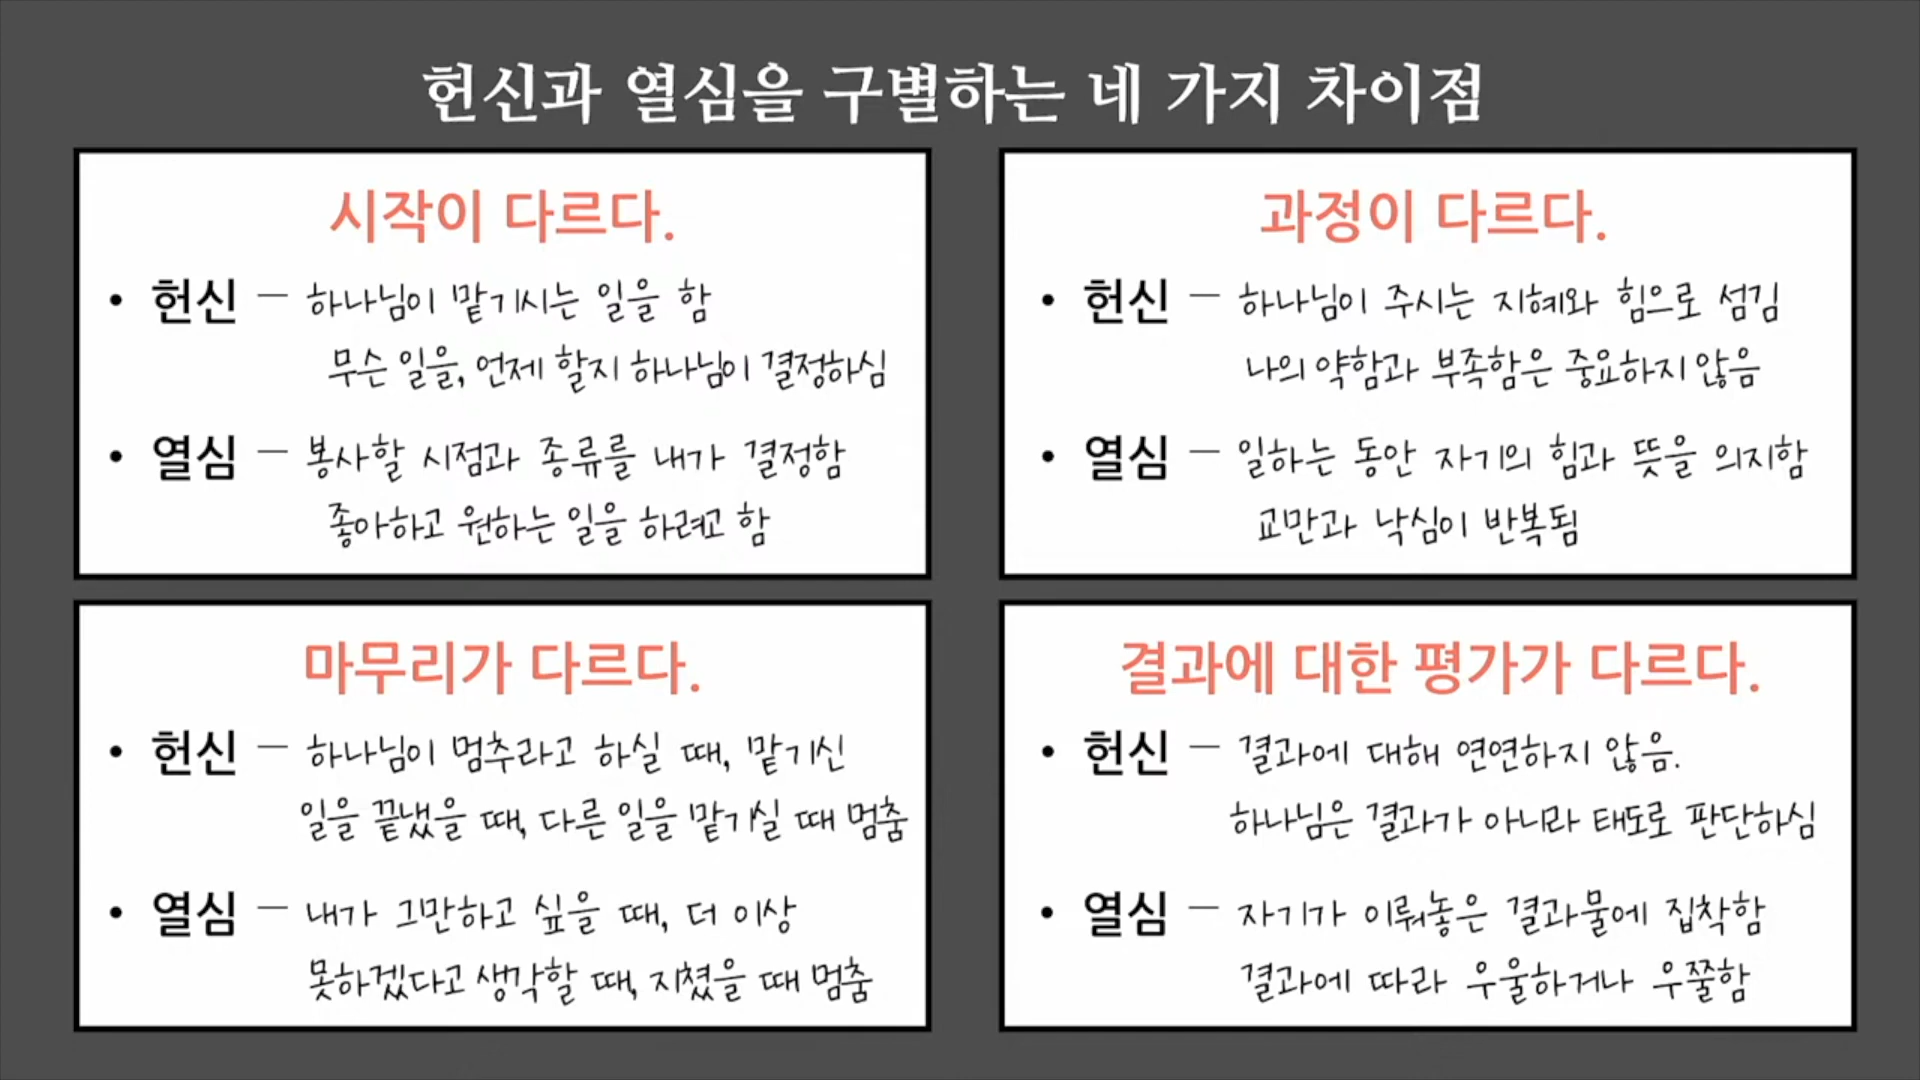 헌신과 열심을 구별하는 네 가지 차이점
시작이 다르다.
• 헌신 — 하나님이 맡기시는 일을 함
무슨 일을, 언제 할지 하나님이 결정하심
• 열심 — 봉사할 시점과 종류를 내가 결정함
좋아하고 원하는 일을 하려고 함
과정이 다르다.
• 헌신 — 하나님이 주시는 지혜와 힘으로 섬김
나의 약함과 부족함은 중요하지 않음
• 열심 — 일하는 동안 자기의 힘과 뜻을 의지함
교만과 낙심이 반복됨
마무리가 다르다.
• 헌신 — 하나님이 멈추라고 하실 때, 맡기신
일을 끝냈을 때, 다른 일을 맡기실 때 멈춤
• 열심 — 내가 그만하고 싶을 때, 더 이상
못하겠다고 생각할 때, 지쳤을 때 멈춤
결과에 대한 평가가 다르다.
• 헌신 — 결과에 대해 연연하지 않음.
하나님은 결과가 아니라 태도로 판단하심
• 열심 — 자기가 이뤄놓은 결과물에 집착함
결과에 따라 우울하거나 우쭐함